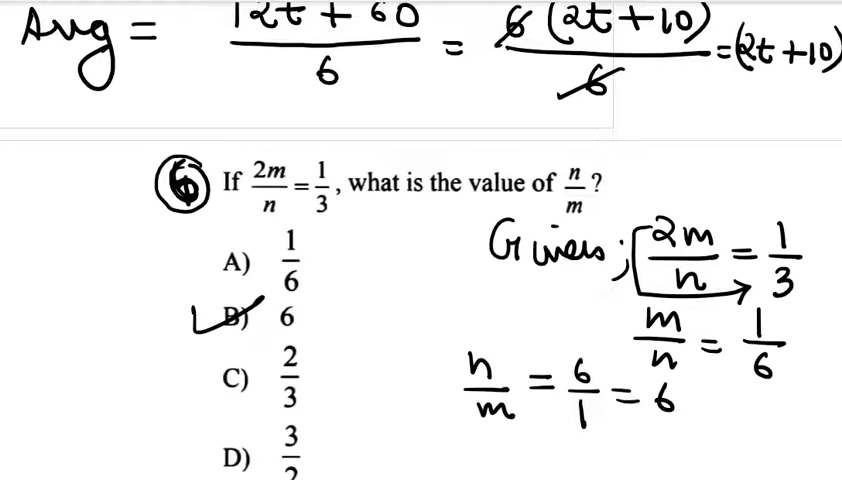 Avg = 12t + 60 / 6 = 6 (2t + 10) / 6 = (2t + 10)
6 If 2m/n = 1/3, what is the value of n/m?
Given; 2m/n = 1/3
A) 1/6
m/n = 1/6
B) 6
n/m = 6/1 = 6
C) 2/3
D) 3/2